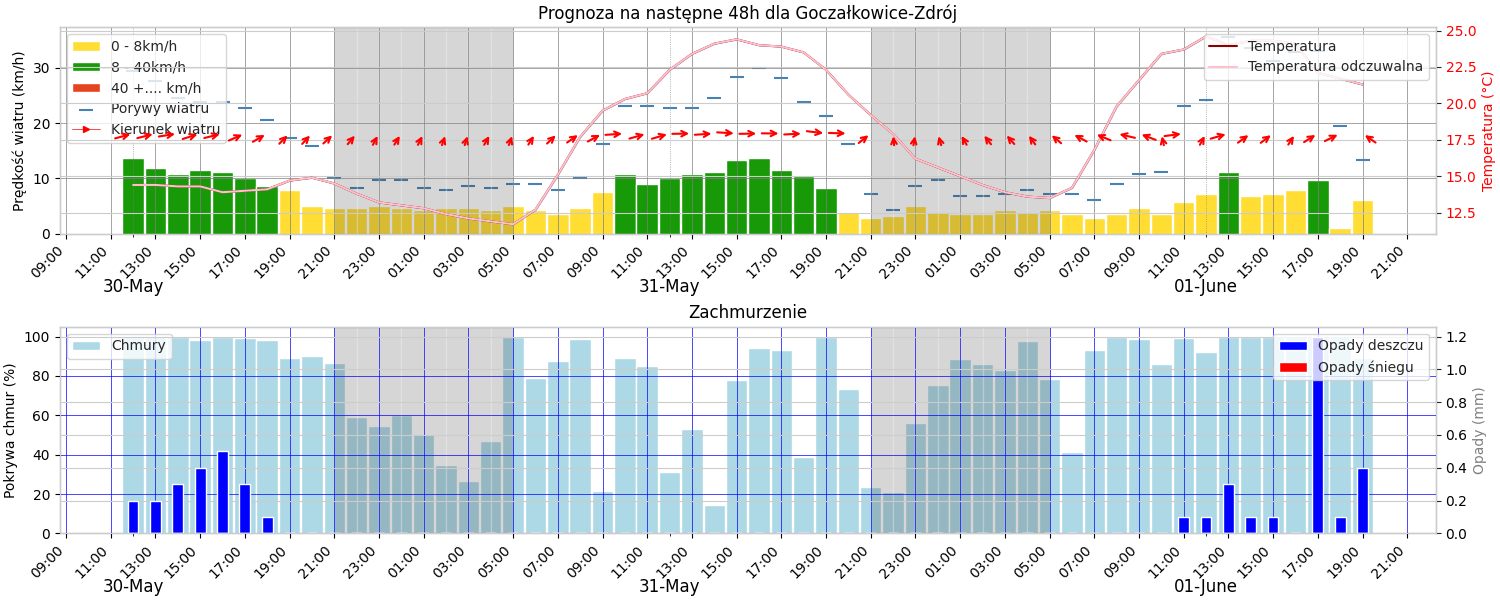 Prognoza na następne 48h dla Goczałkowice-Zdrój
Prędkość wiatru (km/h)
30
20
10
0
0 - 8km/h
8 - 40km/h
40 +.... km/h
Porywy wiatru
Kierunek wiatru
Temperatura
Temperatura odczuwalna
25.0
22.5
20.0
17.5
15.0
12.5
Temperatura (°C)
09:00 11:00 13:00 15:00 17:00 19:00 21:00 23:00 01:00 03:00 05:00 07:00 09:00 11:00 13:00 15:00 17:00 19:00 21:00 23:00 01:00 03:00 05:00 07:00 09:00 11:00 13:00 15:00 17:00 19:00 21:00
30-May 31-May 01-June
Zachmurzenie
Pokrywa chmur (%)
100
80
60
40
20
0
Chmury
Opady deszczu
Opady śniegu
1.2
1.0
0.8
0.6
0.4
0.2
0.0
Opady (mm)
09:00 11:00 13:00 15:00 17:00 19:00 21:00 23:00 01:00 03:00 05:00 07:00 09:00 11:00 13:00 15:00 17:00 19:00 21:00 23:00 01:00 03:00 05:00 07:00 09:00 11:00 13:00 15:00 17:00 19:00 21:00
30-May 31-May 01-June